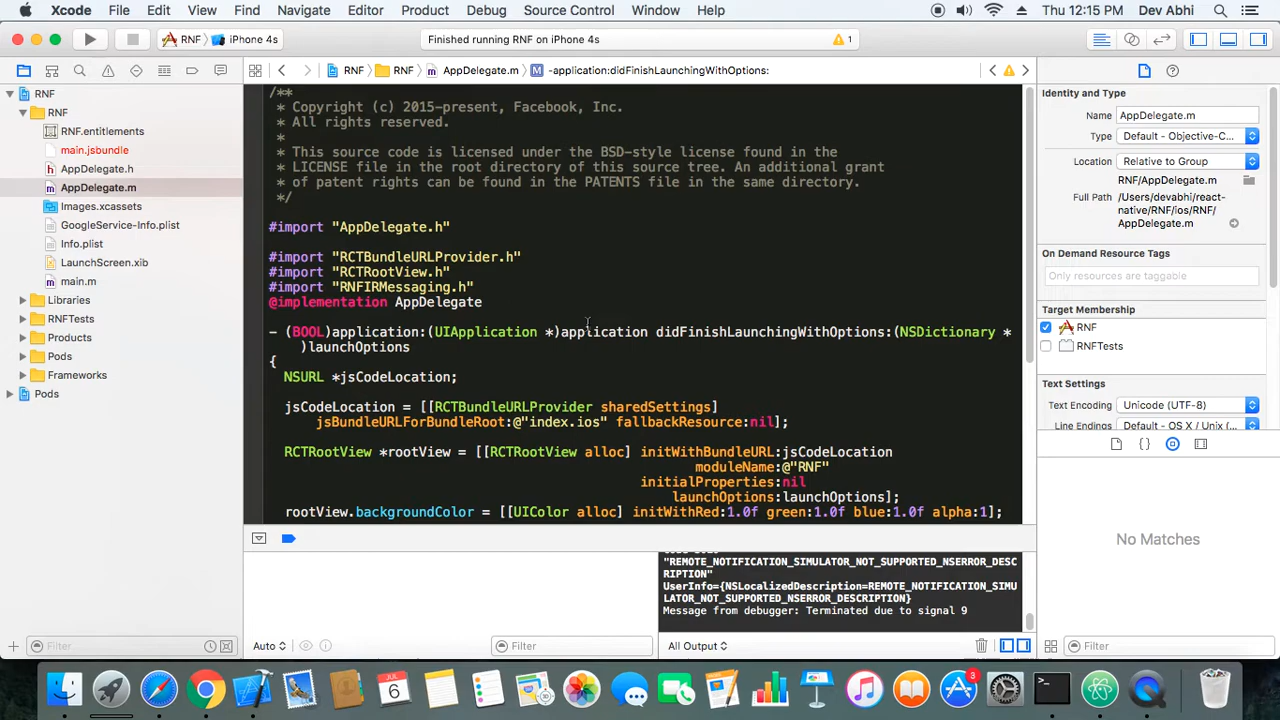 Xcode File Edit View Find Navigate Editor Product Debug Source Control Window Help Thu 12:15 PM Dev Abhi
RNF iPhone 4s Finished running RNF on iPhone 4s 1
RNF RNF AppDelegate.m M -application:didFinishLaunchingWithOptions:
RNF
RNF
RNF.entitlements
main.jsbundle
AppDelegate.h
AppDelegate.m
Images.xcassets
GoogleService-Info.plist
Info.plist
LaunchScreen.xib
main.m
Libraries
RNFTests
Products
Pods
Frameworks
Pods
Filter
/**
* Copyright (c) 2015-present, Facebook, Inc.
* All rights reserved.
*
* This source code is licensed under the BSD-style license found in the
* LICENSE file in the root directory of this source tree. An additional grant
* of patent rights can be found in the PATENTS file in the same directory.
*/
#import "AppDelegate.h"
#import "RCTBundleURLProvider.h"
#import "RCTRootView.h"
#import "RNFIRMessaging.h"
@implementation AppDelegate
- (BOOL)application:(UIApplication *)application didFinishLaunchingWithOptions:(NSDictionary *
)launchOptions
{
NSURL *jsCodeLocation;
jsCodeLocation = [[RCTBundleURLProvider sharedSettings]
jsBundleURLForBundleRoot:@"index.ios" fallbackResource:nil];
RCTRootView *rootView = [[RCTRootView alloc] initWithBundleURL:jsCodeLocation
moduleName:@"RNF"
initialProperties:nil
launchOptions:launchOptions];
rootView.backgroundColor = [[UIColor alloc] initWithRed:1.0f green:1.0f blue:1.0f alpha:1];
"REMOTE_NOTIFICATION_SIMULATOR_NOT_SUPPORTED_NSERROR_DESC
RIPTION"
UserInfo={NSLocalizedDescription=REMOTE_NOTIFICATION_SIMU
LATOR_NOT_SUPPORTED_NSERROR_DESCRIPTION}
Message from debugger: Terminated due to signal 9
Auto Filter All Output
Identity and Type
Name AppDelegate.m
Type Default - Objective-C...
Location Relative to Group
RNF/AppDelegate.m
Full Path /Users/devabhi/react-
native/RNF/ios/RNF/
AppDelegate.m
On Demand Resource Tags
Only resources are taggable
Target Membership
RNF
RNFTests
Text Settings
Text Encoding Unicode (UTF-8)
Line Endings Default - OS X / Unix (...
No Matches
Filter
JUL
6
3